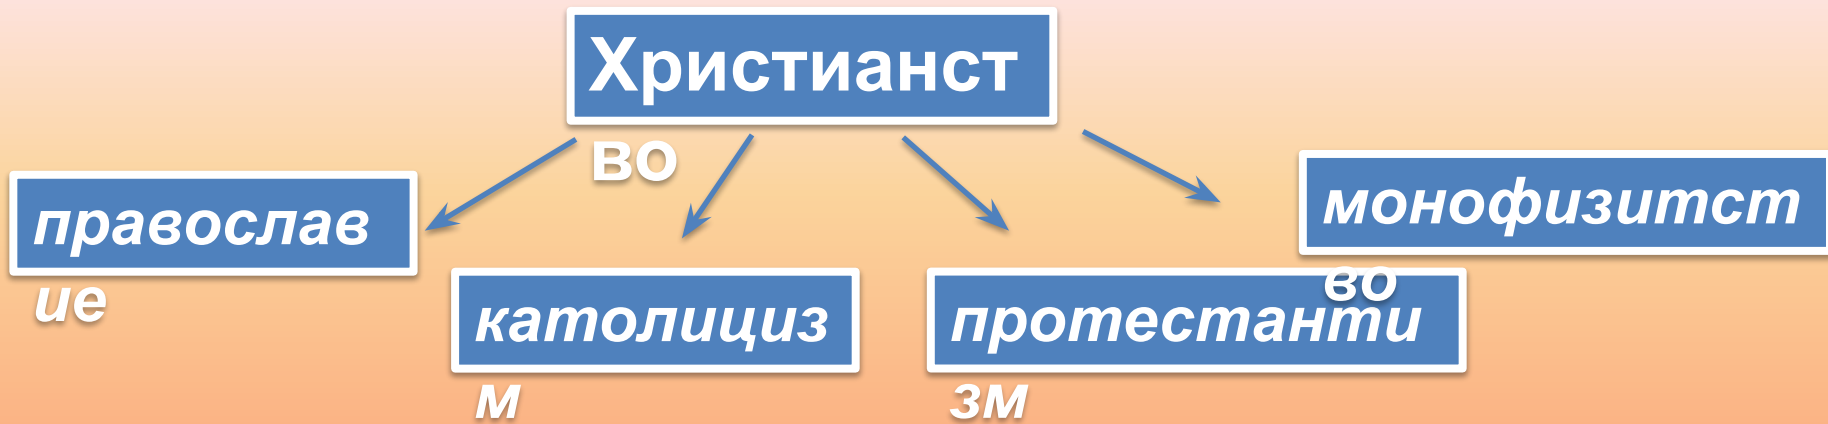 Христианст
во
православ
ие
католициз
м
протестанти
зм
монофизитст
во